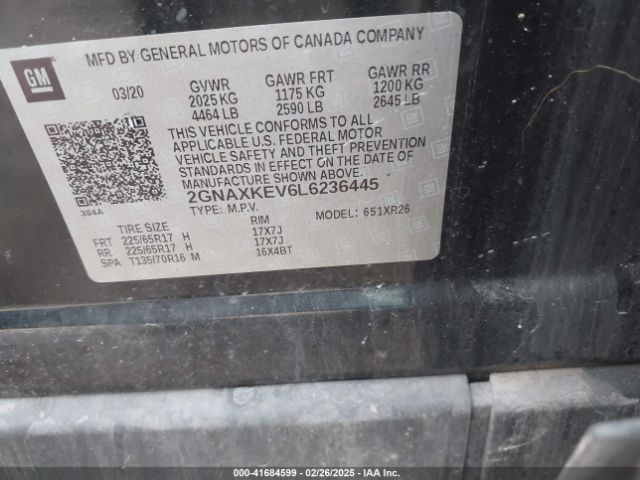 MFD BY GENERAL MOTORS OF CANADA COMPANY
GM
03/20 GVWR GAWR FRT GAWR RR
2025 KG 1175 KG 1200 KG
4464 LB 2590 LB 2645 LB
THIS VEHICLE CONFORMS TO ALL
APPLICABLE U.S. FEDERAL MOTOR
VEHICLE SAFETY AND THEFT PREVENTION
STANDARDS IN EFFECT ON THE DATE OF
MANUFACTURE SHOWN ABOVE.
384A
2GNAXKEV6L6236445
TYPE: M.P.V. MODEL: 651XR26
TIRE SIZE RIM
FRT 225/65R17 H 17X7J
RR 225/65R17 H 17X7J
SPA T135/70R16 M 16X4BT
000-41684599 — 02/26/2025 — IAA Inc.